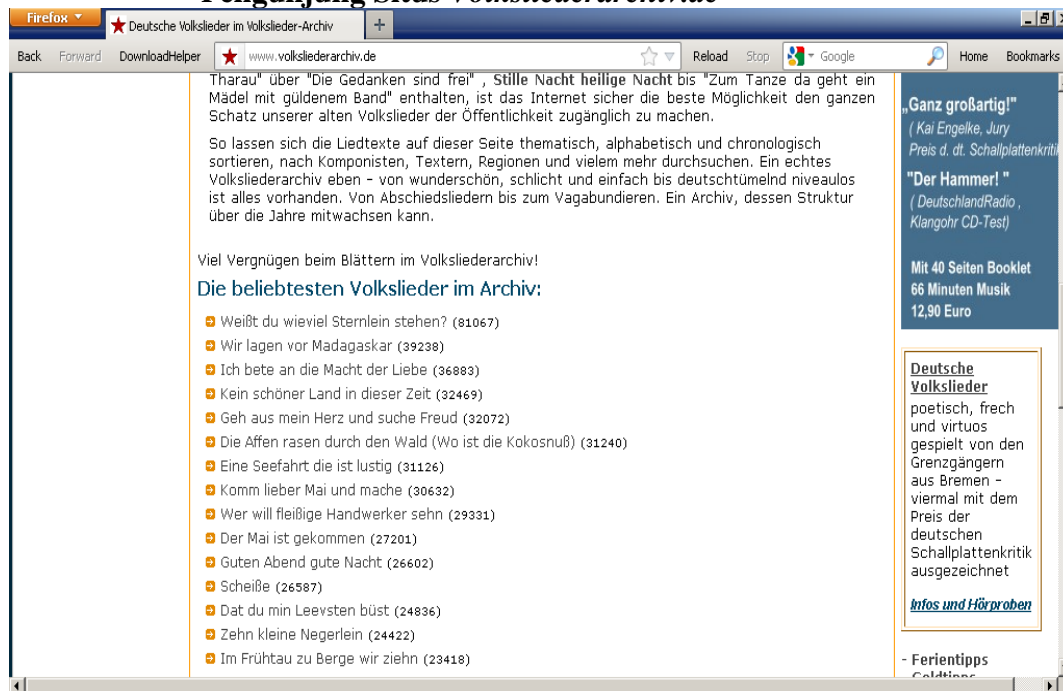 Pengunjung Situs Volksliederarchiv.de
Firefox
Deutsche Volkslieder im Volkslieder-Archiv
+
Back Forward DownloadHelper www.volksliederarchiv.de Reload Stop Google Home Bookmarks
Tharau" über "Die Gedanken sind frei" , Stille Nacht heilige Nacht bis "Zum Tanze da geht ein
Mädel mit güldenem Band" enthalten, ist das Internet sicher die beste Möglichkeit den ganzen
Schatz unserer alten Volkslieder der Öffentlichkeit zugänglich zu machen.
So lassen sich die Liedtexte auf dieser Seite thematisch, alphabetisch und chronologisch
sortieren, nach Komponisten, Textern, Regionen und vielem mehr durchsuchen. Ein echtes
Volksliederarchiv eben – von wunderschön, schlicht und einfach bis deutschtümelnd niveaulos
ist alles vorhanden. Von Abschiedsliedern bis zum Vagabundieren. Ein Archiv, dessen Struktur
über die Jahre mitwachsen kann.
Viel Vergnügen beim Blättern im Volksliederarchiv!
Die beliebtesten Volkslieder im Archiv:
Weißt du wieviel Sternlein stehen? (81067)
Wir lagen vor Madagaskar (39238)
Ich bete an die Macht der Liebe (36883)
Kein schöner Land in dieser Zeit (32469)
Geh aus mein Herz und suche Freud (32072)
Die Affen rasen durch den Wald (Wo ist die Kokosnuß) (31240)
Eine Seefahrt die ist lustig (31126)
Komm lieber Mai und mache (30632)
Wer will fleißige Handwerker sehn (29331)
Der Mai ist gekommen (27201)
Guten Abend gute Nacht (26602)
Scheiße (26587)
Dat du min Leevsten büst (24836)
Zehn kleine Negerlein (24422)
Im Frühtau zu Berge wir ziehn (23418)
„Ganz großartig!"
( Kai Engelke, Jury
Preis d. dt. Schallplattenkritik
"Der Hammer! "
( DeutschlandRadio ,
Klangohr CD-Test)
Mit 40 Seiten Booklet
66 Minuten Musik
12,90 Euro
Deutsche
Volkslieder
poetisch, frech
und virtuos
gespielt von den
Grenzgängern
aus Bremen –
viermal mit dem
Preis der
deutschen
Schallplattenkritik
ausgezeichnet
Infos und Hörproben
- Ferientipps
Geldtipps